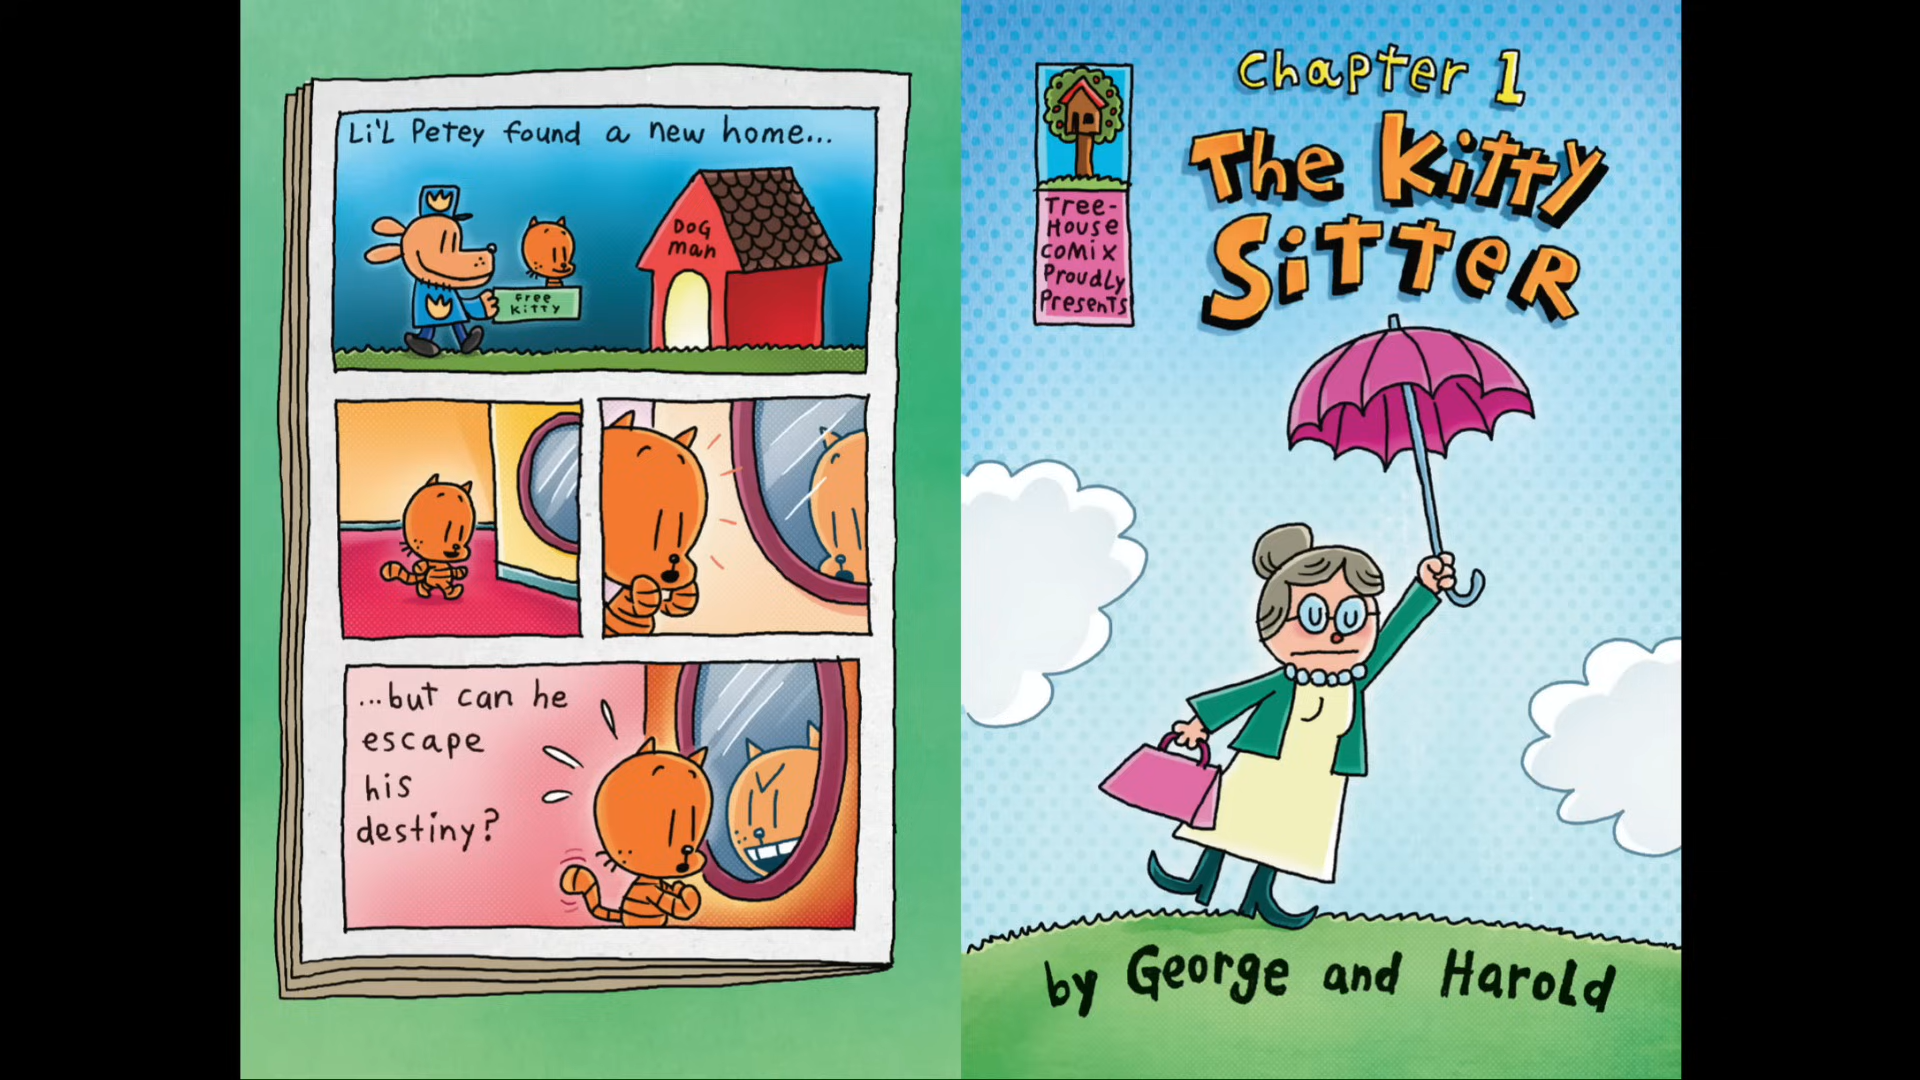 Li'L Petey found a new home...
DOG
man
Free
Kitty
...but can he
escape
his
destiny?
Chapter 1
The Kitty
Sitter
Tree-
House
COMIX
Proudly
Presents
by George and Harold